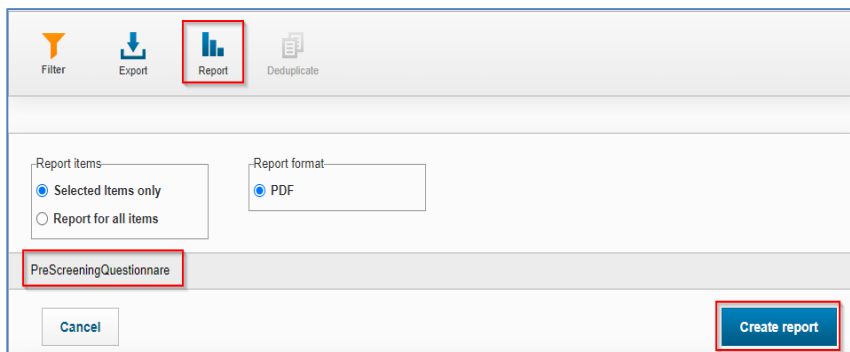 Filter Export Report Deduplicate
Report items Report format
Selected Items only PDF
Report for all items
PreScreeningQuestionnare
Cancel Create report